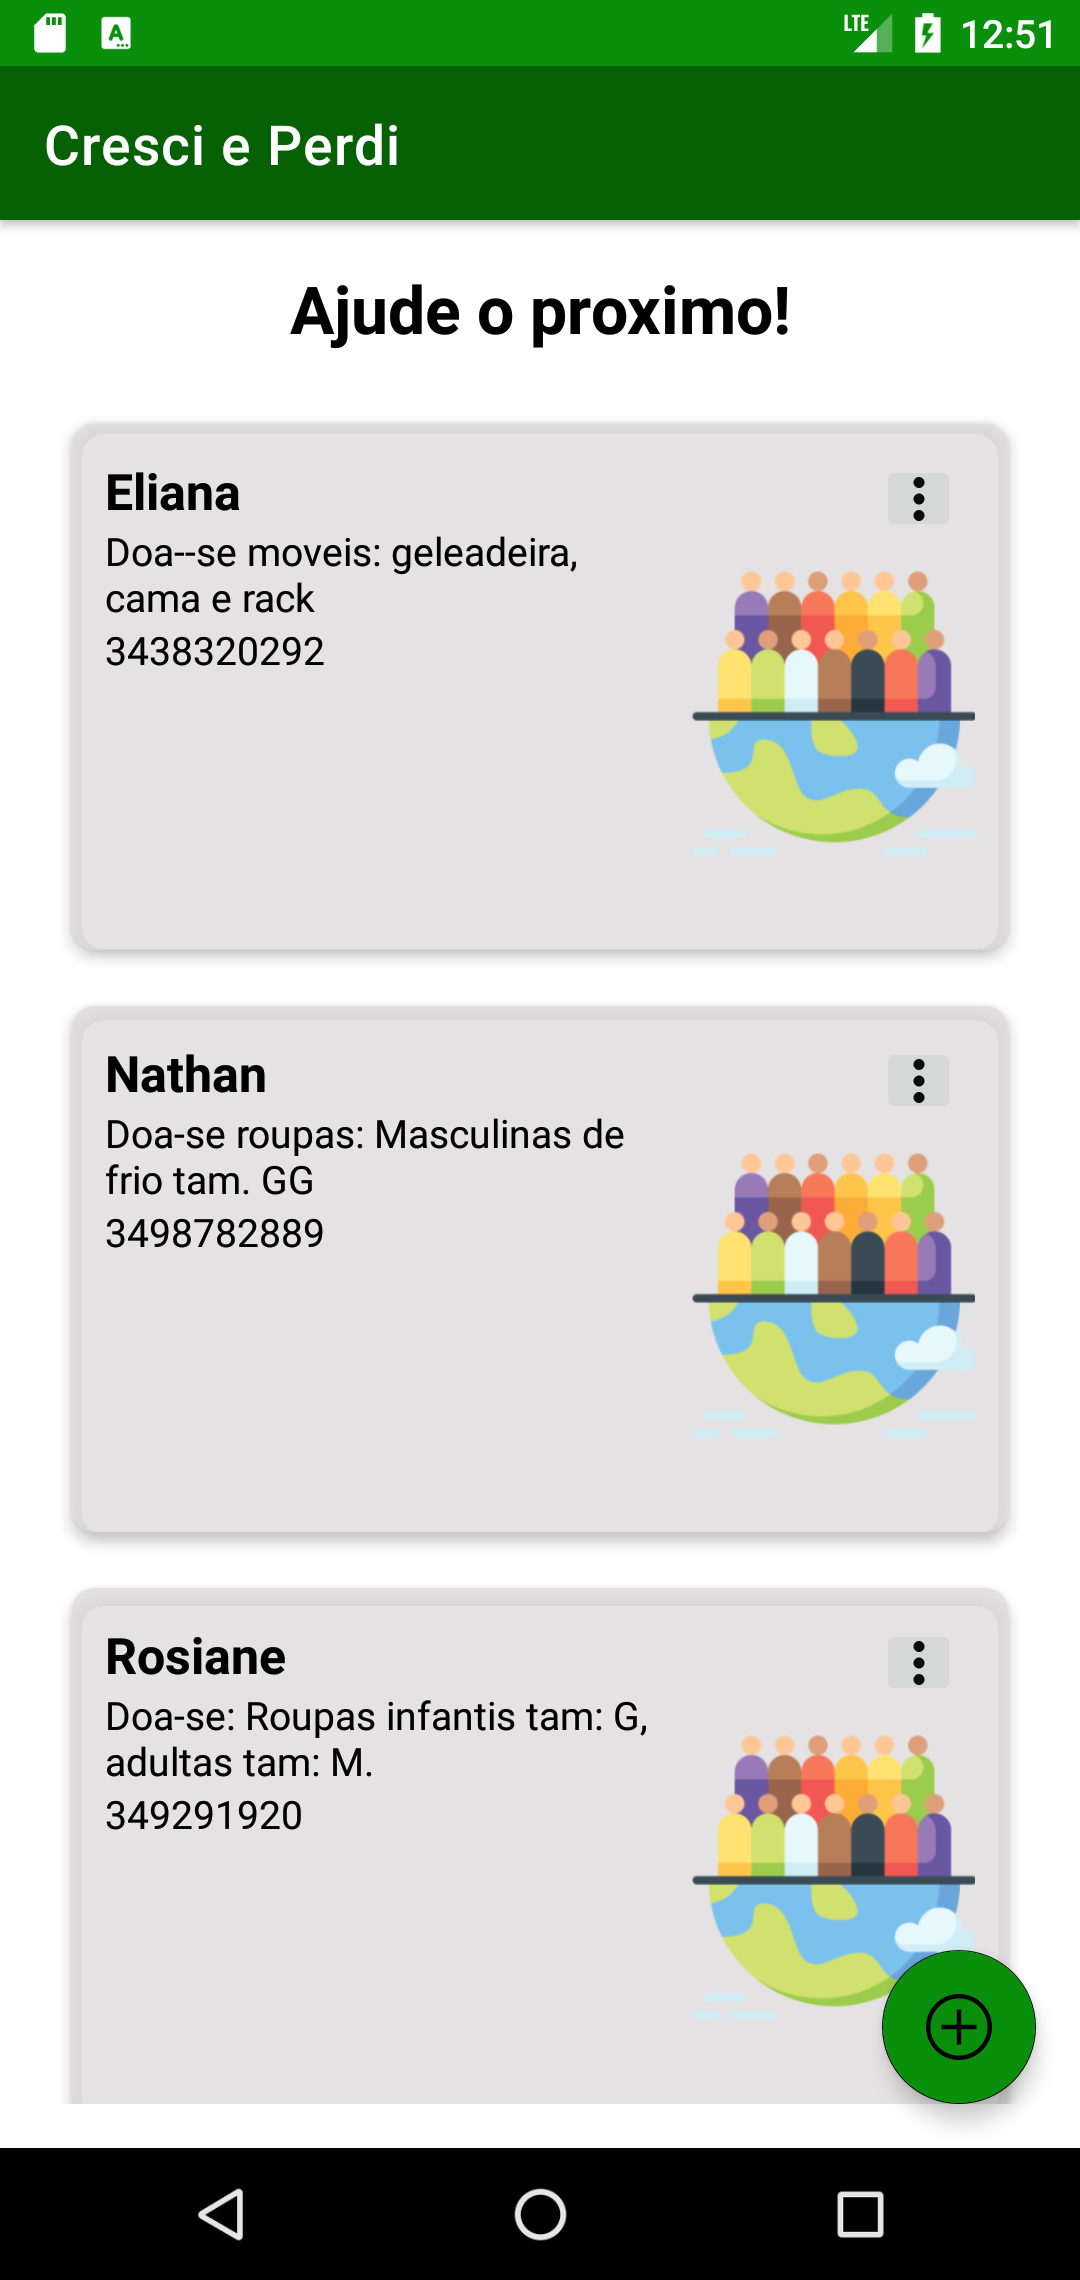 LTE 12:51
Cresci e Perdi
Ajude o proximo!
Eliana
Doa--se moveis: geleadeira,
cama e rack
3438320292
Nathan
Doa-se roupas: Masculinas de
frio tam. GG
3498782889
Rosiane
Doa-se: Roupas infantis tam: G,
adultas tam: M.
349291920